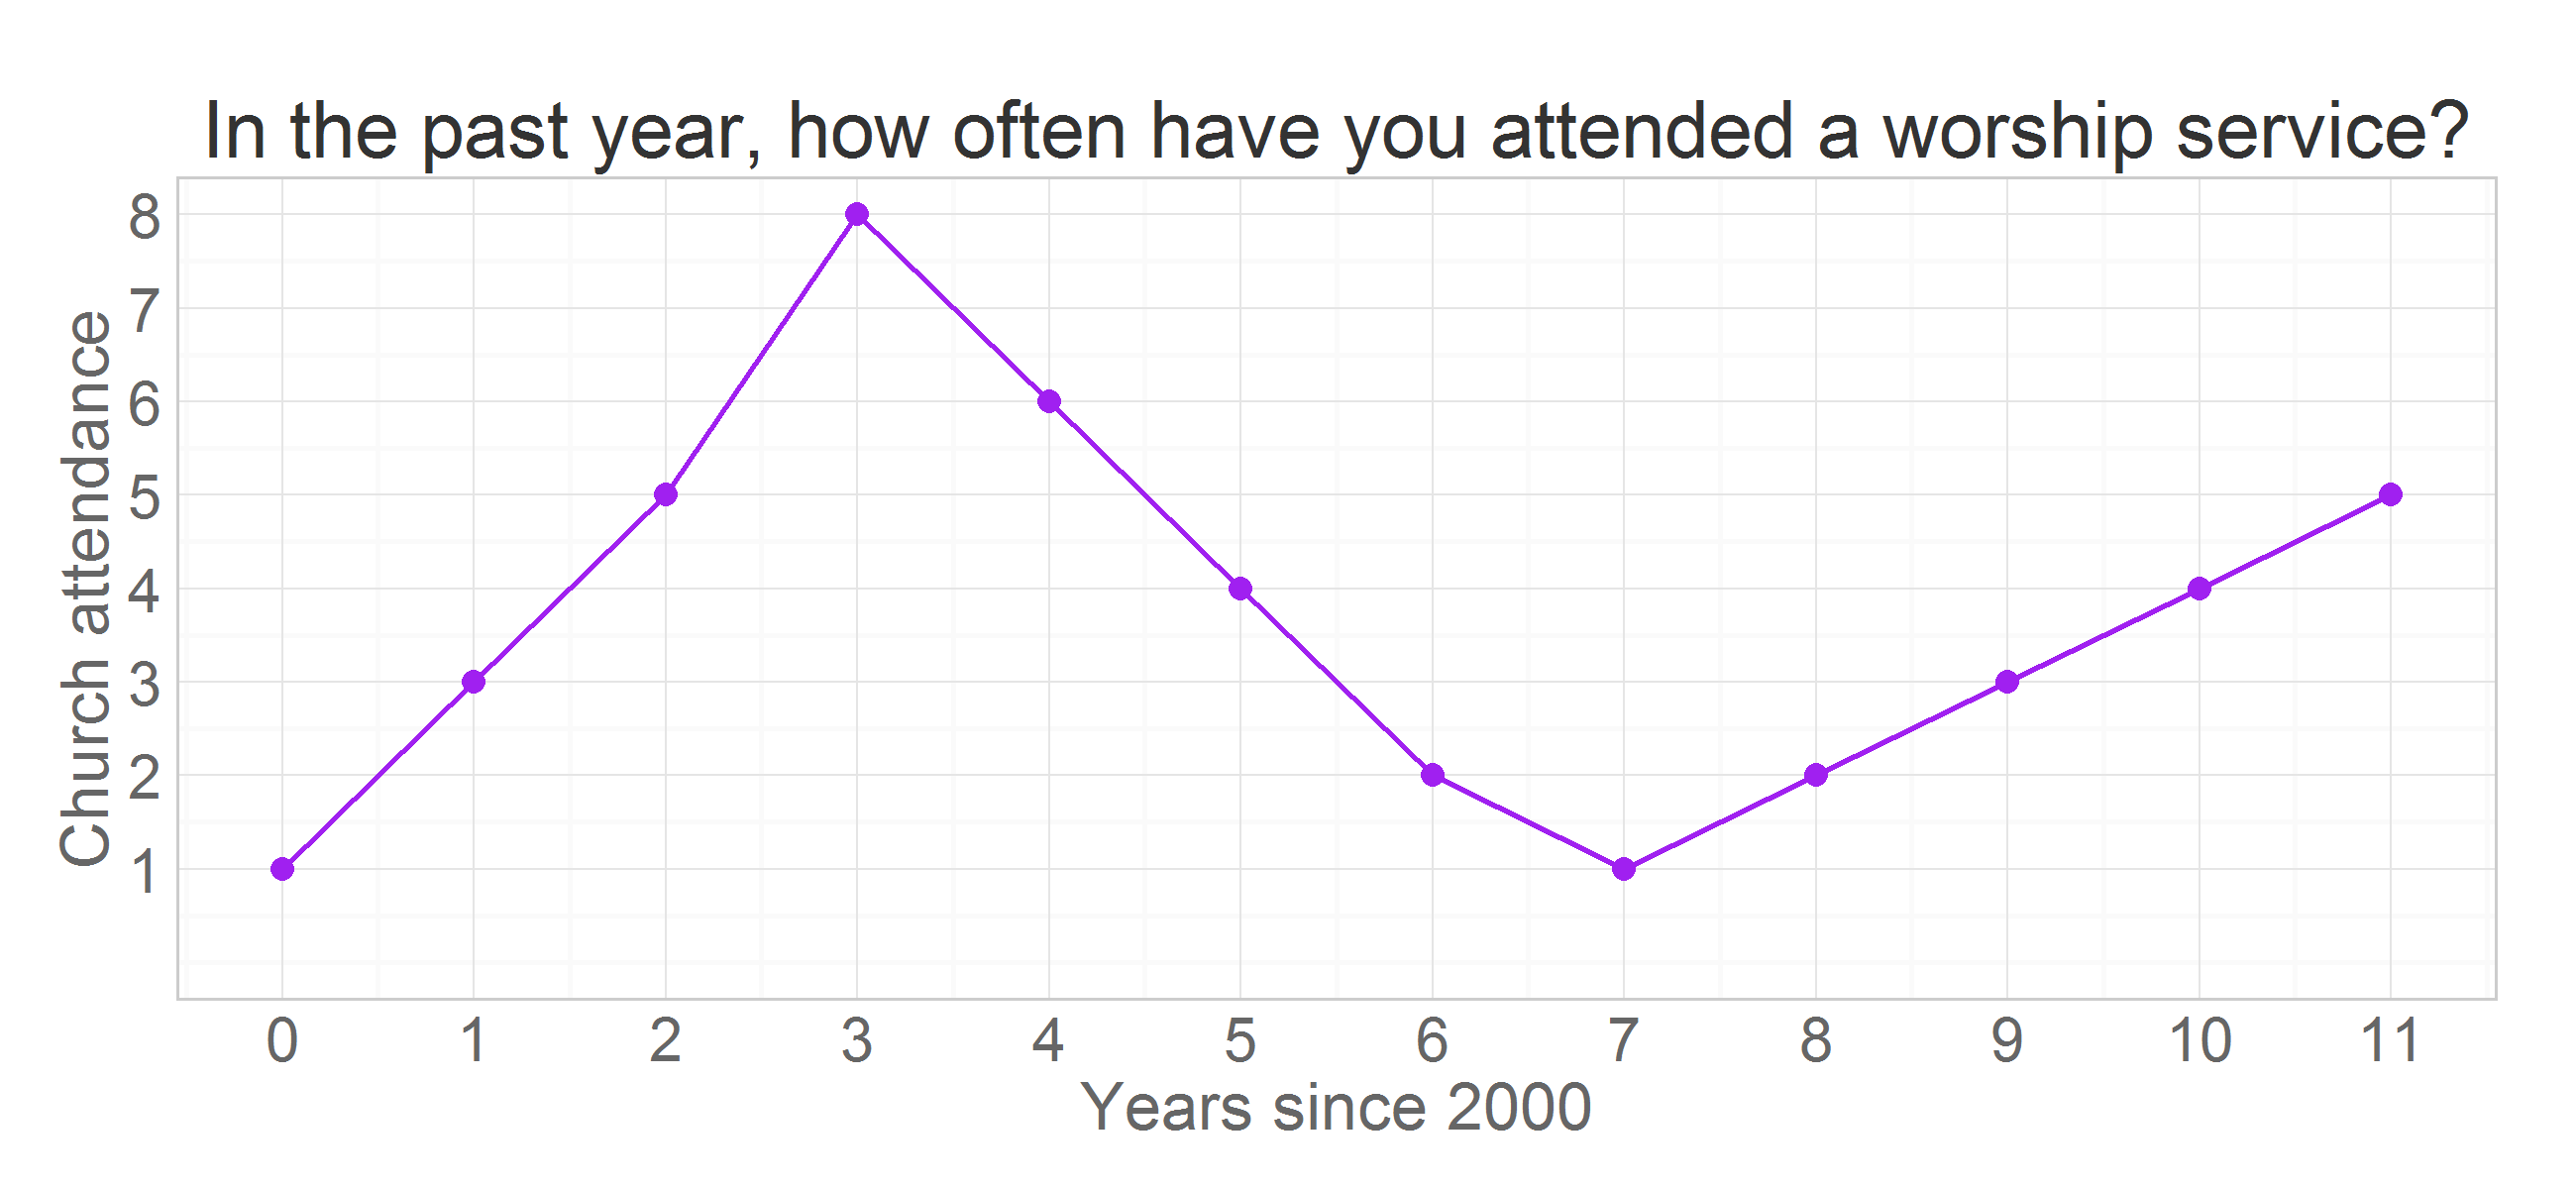 In the past year, how often have you attended a worship service?
Church attendance
8
7
6
5
4
3
2
1
0 1 2 3 4 5 6 7 8 9 10 11
Years since 2000